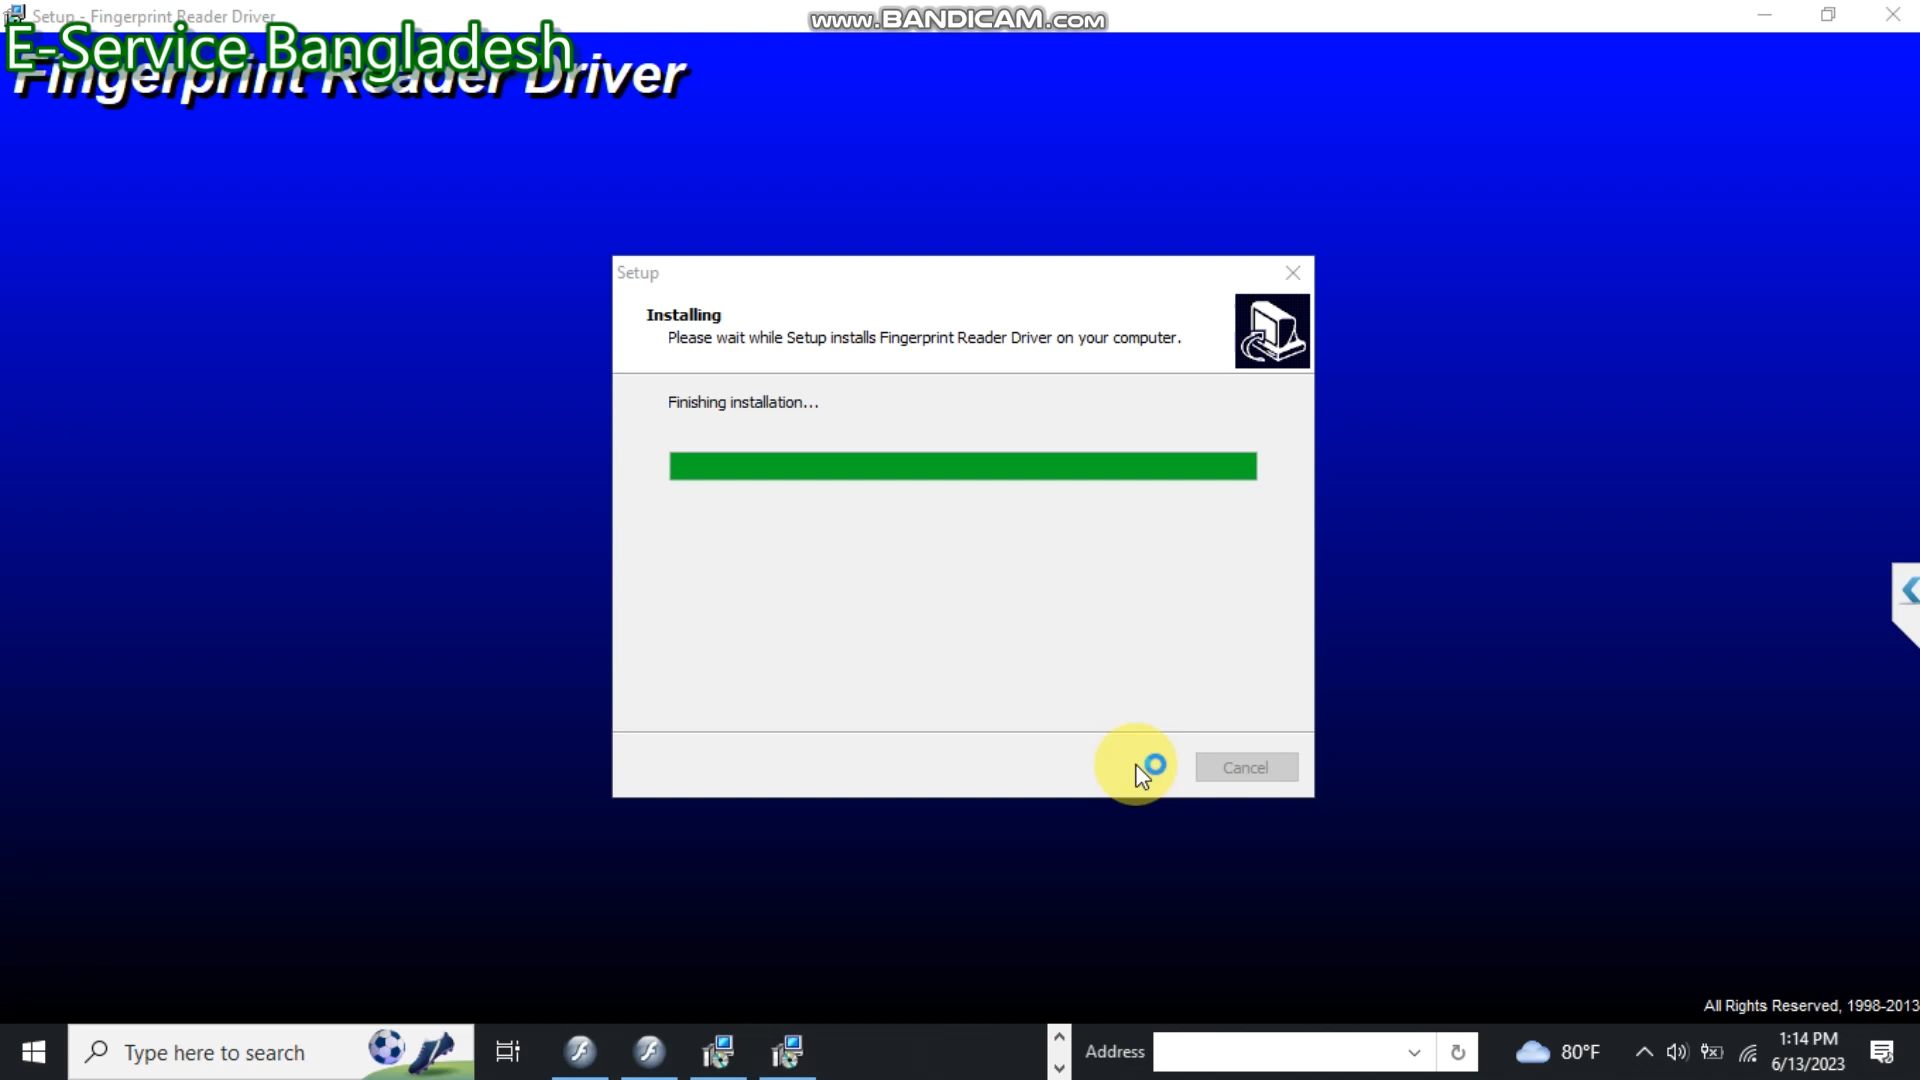 Setup - Fingerprint Reader Driver
www.BANDICAM.com
E-Service Bangladesh
Fingerprint Reader Driver
Setup
Installing
Please wait while Setup installs Fingerprint Reader Driver on your computer.
Finishing installation...
Cancel
All Rights Reserved, 1998-2013
Type here to search
Address
80°F
1:14 PM
6/13/2023